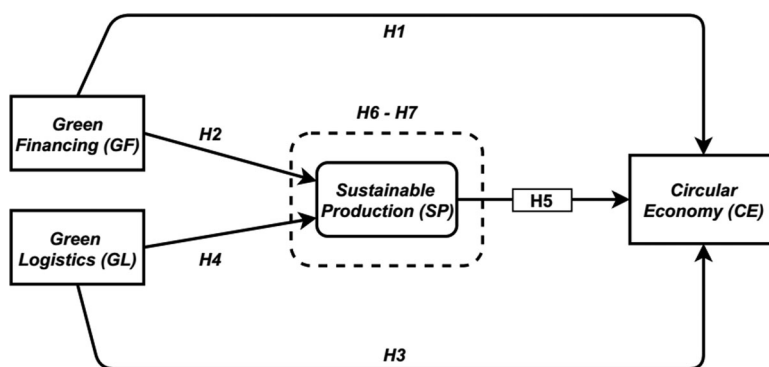 H1
Green
Financing (GF)
H2
H6 - H7
Sustainable
Production (SP)
H5
Circular
Economy (CE)
Green
Logistics (GL)
H4
H3